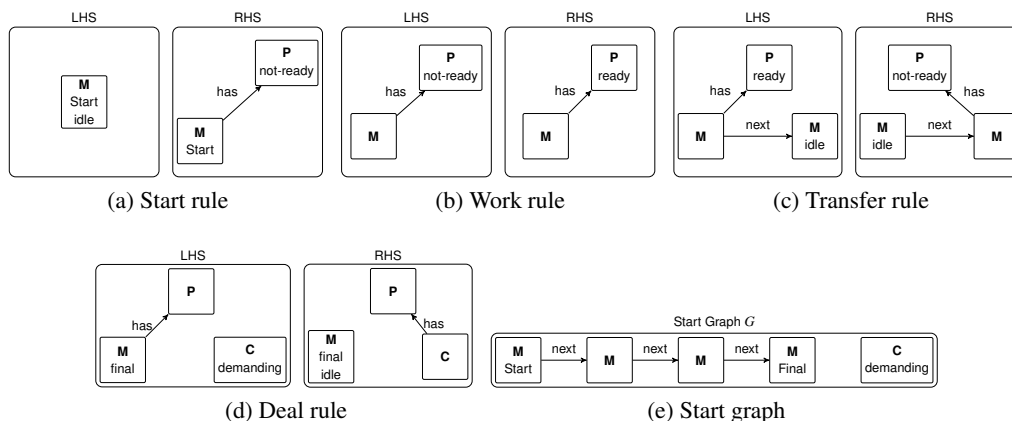 LHS
RHS
LHS
RHS
LHS
RHS
M
Start
idle
P
not-ready
has
M
Start
P
not-ready
has
M
P
ready
has
M
P
ready
has
M
next
M
idle
P
not-ready
has
M
idle
next
M
(a) Start rule
(b) Work rule
(c) Transfer rule
LHS
RHS
P
has
M
final
C
demanding
P
has
M
final
idle
C
Start Graph G
M
Start
next
M
next
M
next
M
Final
C
demanding
(d) Deal rule
(e) Start graph